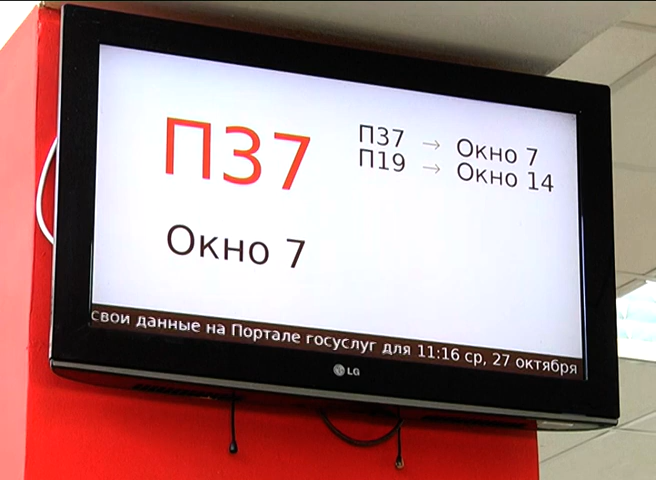 П37
Окно 7
П37 → Окно 7
П19 → Окно 14
свои данные на Портале госуслуг для 11:16 ср, 27 октября
LG